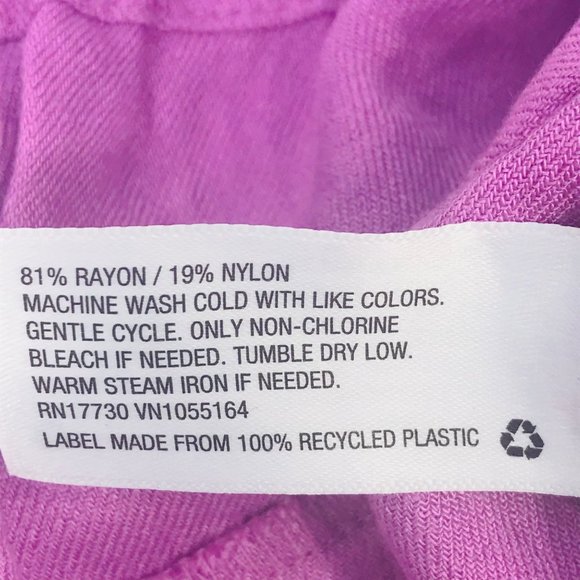 81% RAYON / 19% NYLON
MACHINE WASH COLD WITH LIKE COLORS.
GENTLE CYCLE. ONLY NON-CHLORINE
BLEACH IF NEEDED. TUMBLE DRY LOW.
WARM STEAM IRON IF NEEDED.
RN17730 VN1055164
LABEL MADE FROM 100% RECYCLED PLASTIC